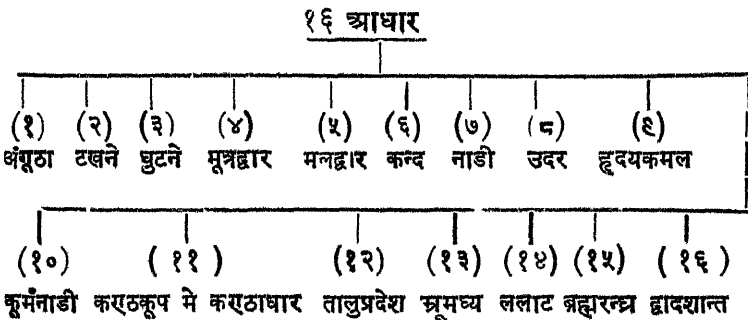 १६ आधार
(१) (२) (३) (४) (५) (६) (७) (८) (९)
अंगूठा टखने घुटने मूत्रद्वार मलद्वार कन्द नाडी उदर हृदयकमल
(१०) (११) (१२) (१३) (१४) (१५) (१६)
कूर्मनाडी कण्ठकूप मे कण्ठाधार तालुप्रदेश भ्रूमध्य ललाट ब्रह्मरन्ध्र द्वादशान्त